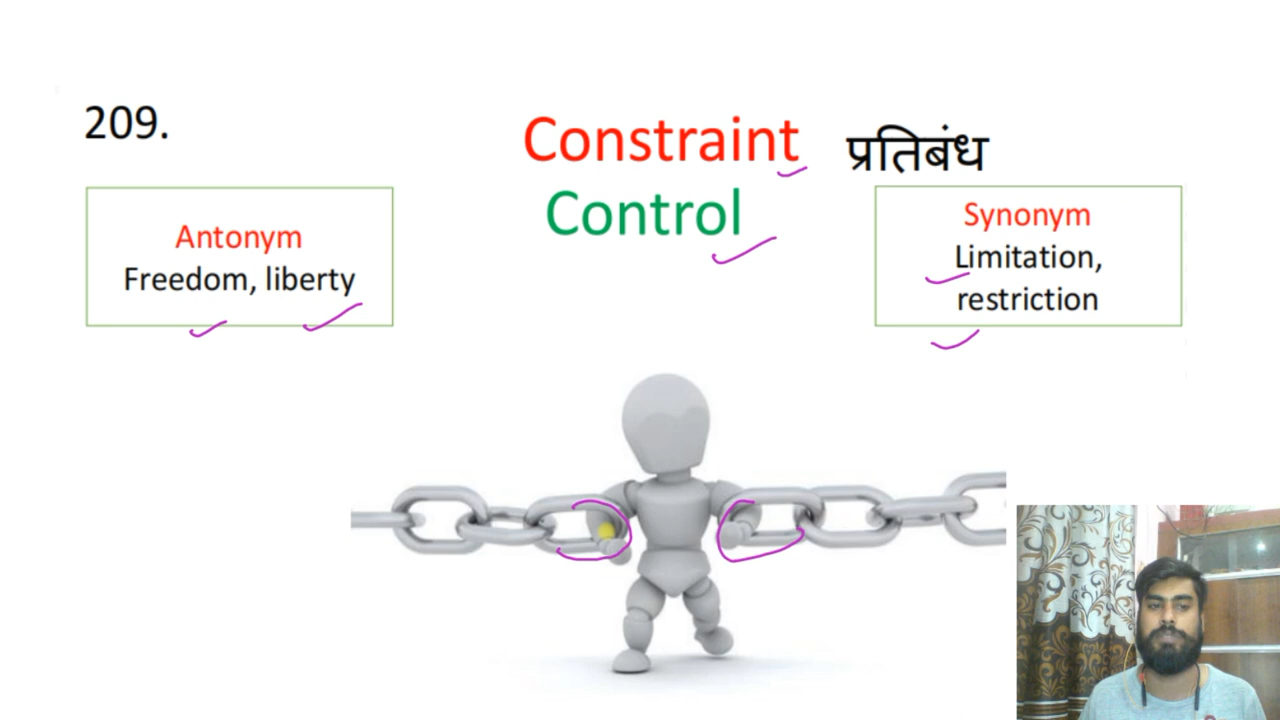 209.
Constraint प्रतिबंध
Control
Antonym
Freedom, liberty
Synonym
Limitation,
restriction